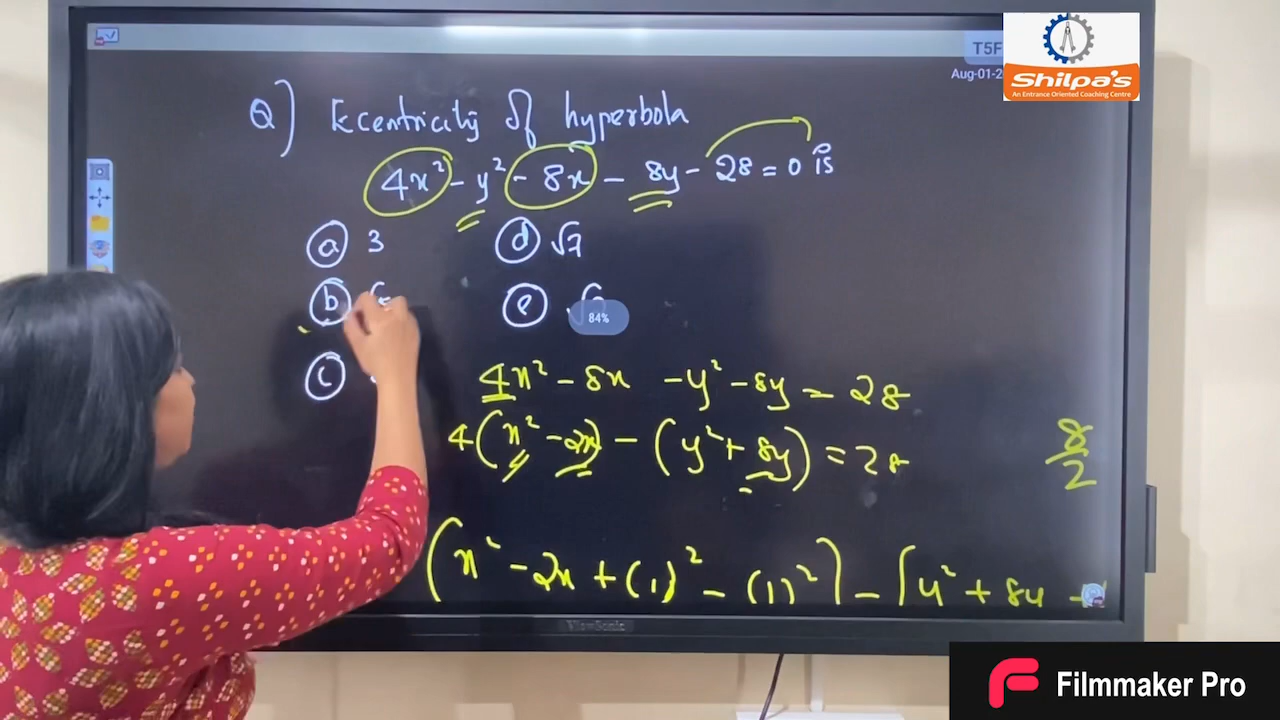 T5F
Aug-01-2
Shilpa's
An Entrance Oriented Coaching Centre
Q) Eccentricity of hyperbola
4x² - y² - 8x - 8y - 28 = 0 is
(a) 3 (d) √7
(b) (e)
84%
(c)
4x² - 8x - y² - 8y = 28
4(x² - 2x) - (y² + 8y) = 28
8/2
(x² - 2x + (1)² - (1)²) - (y² + 8y +
ViewSonic
Filmmaker Pro